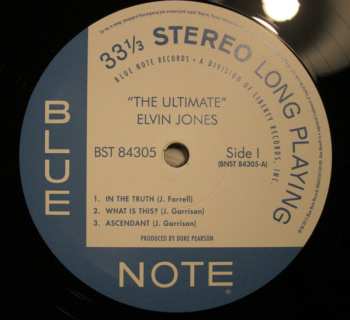 33 1/3 STEREO LONG PLAYING
BLUE NOTE RECORDS • A DIVISION OF LIBERTY RECORDS, INC.
"THE ULTIMATE"
ELVIN JONES
BST 84305
Side I
(BNST 84305-A)
1. IN THE TRUTH (J. Farrell)
2. WHAT IS THIS? (J. Garrison)
3. ASCENDANT (J. Garrison)
PRODUCED BY DUKE PEARSON
BLUE
NOTE